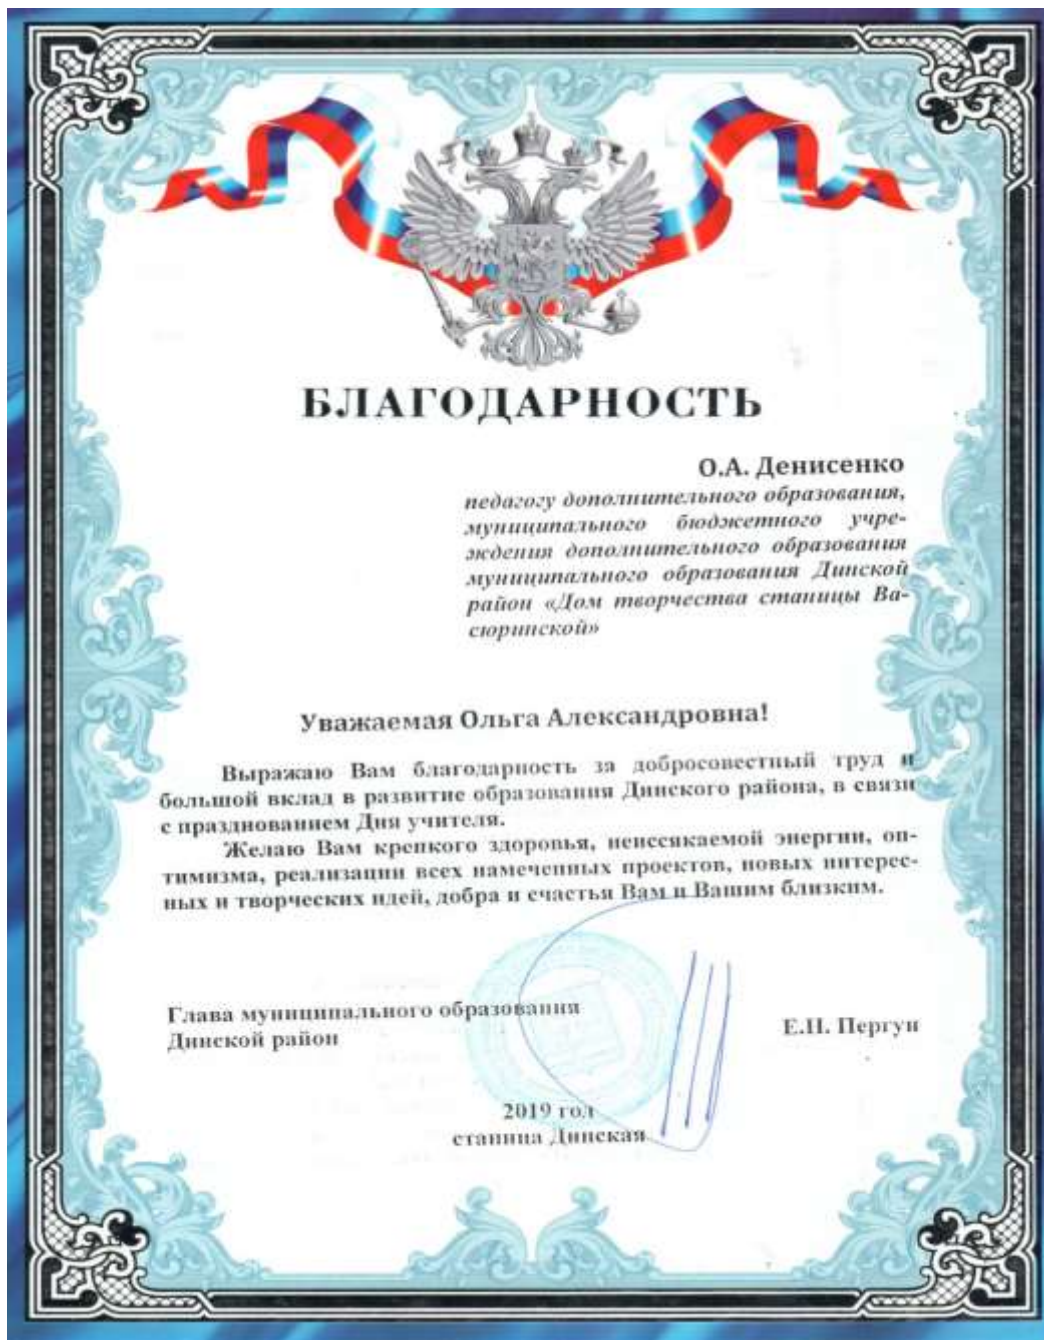 БЛАГОДАРНОСТЬ
О.А. Денисенко
педагогу дополнительного образования,
муниципального бюджетного учре-
ждения дополнительного образования
муниципального образования Динской
район «Дом творчества станицы Ва-
сюринской»
Уважаемая Ольга Александровна!
Выражаю Вам благодарность за добросовестный труд и
большой вклад в развитие образования Динского района, в связи
с празднованием Дня учителя.
Желаю Вам крепкого здоровья, неиссякаемой энергии, оп-
тимизма, реализации всех намеченных проектов, новых интерес-
ных и творческих идей, добра и счастья Вам и Вашим близким.
Глава муниципального образования
Динской район
Е.Н. Пергун
2019 год
станица Динская